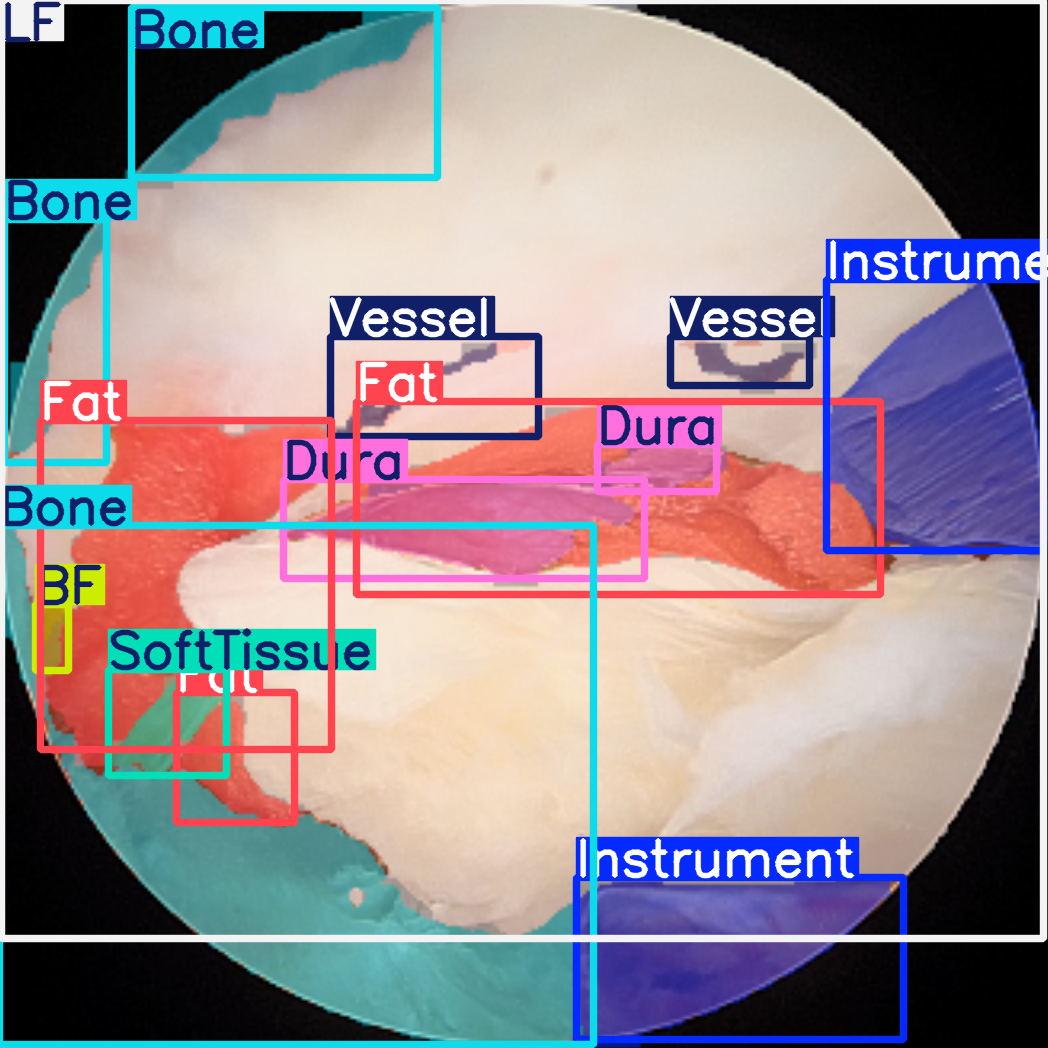 LF
Bone
Bone
Instrume
Vessel
Vessel
Fat
Fat
Dura
Dura
Bone
BF
SoftTissue
Fat
Instrument